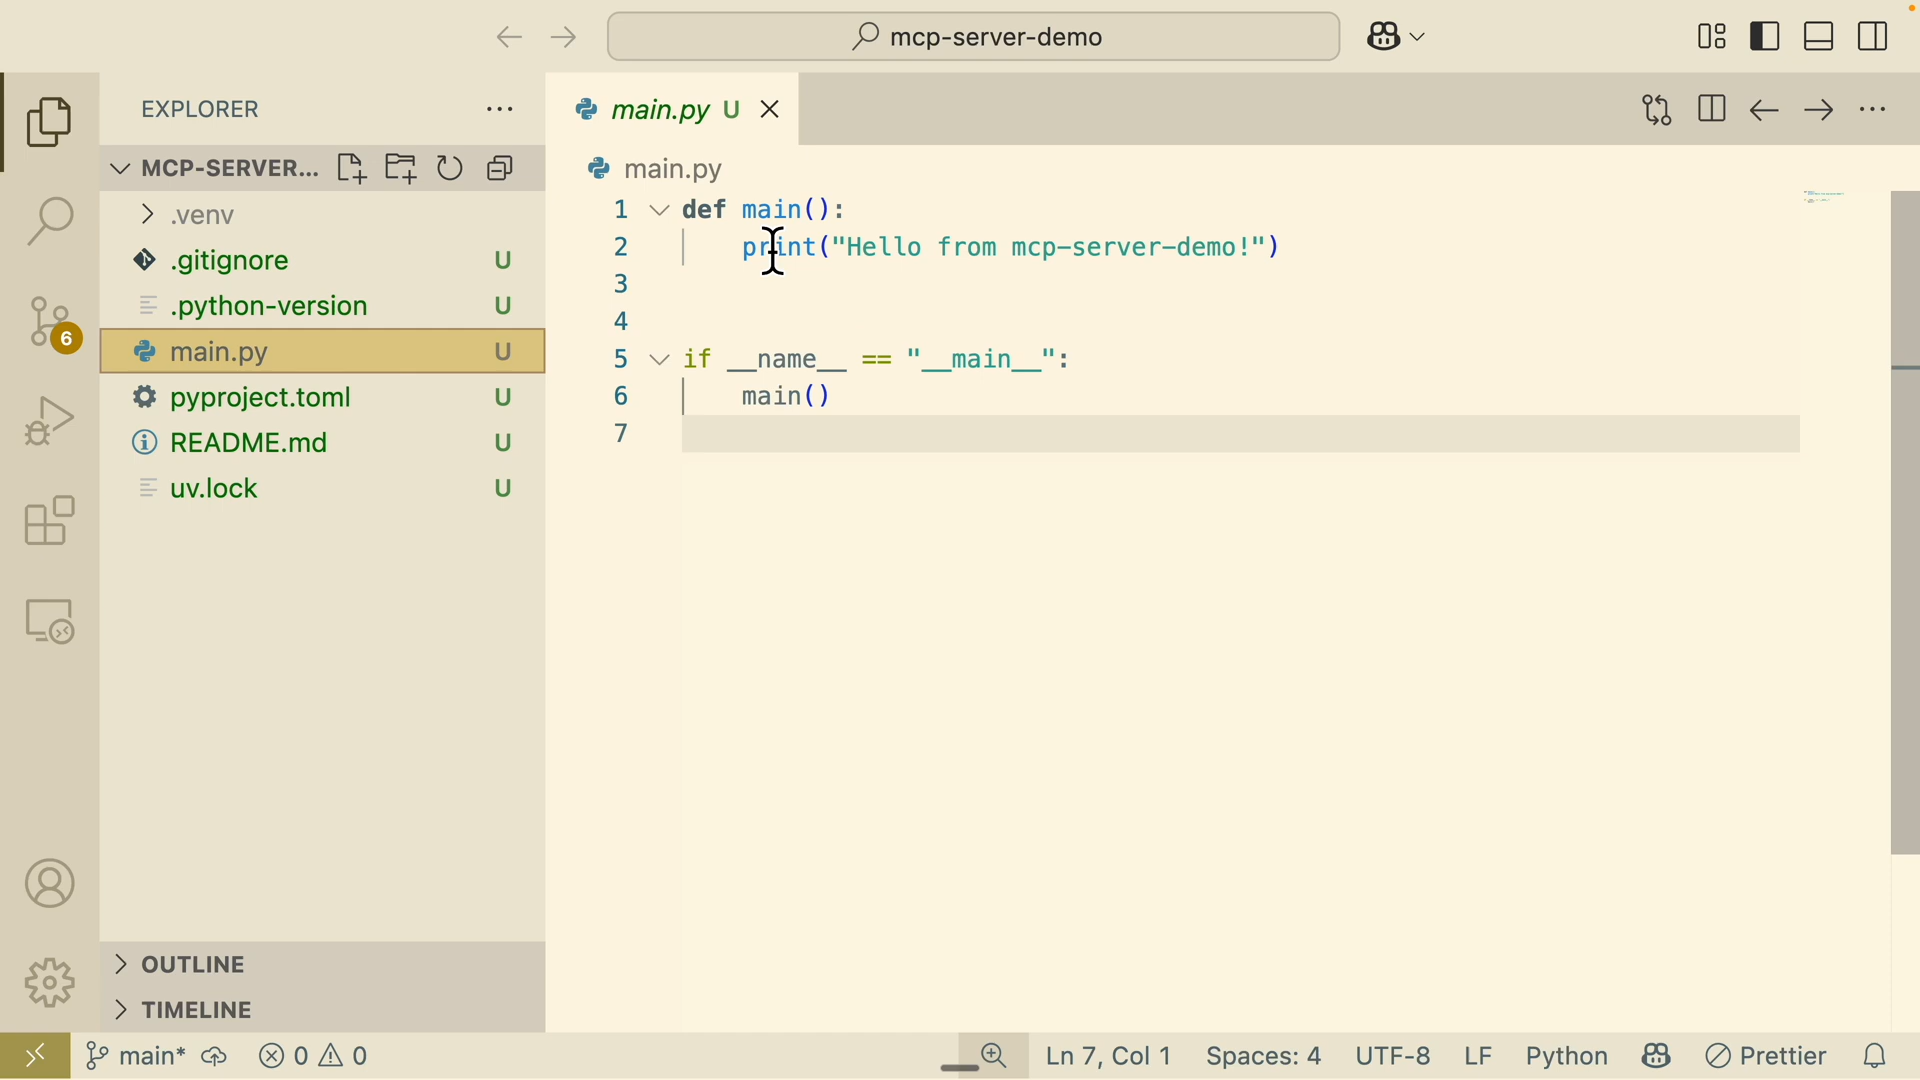 mcp-server-demo
EXPLORER
MCP-SERVER...
.venv
.gitignore U
.python-version U
main.py U
pyproject.toml U
README.md U
uv.lock U
OUTLINE
TIMELINE
6
main.py U
main.py
1 def main():
2 print("Hello from mcp-server-demo!")
3
4
5 if __name__ == "__main__":
6 main()
7
main* 0 0 Ln 7, Col 1 Spaces: 4 UTF-8 LF Python Prettier